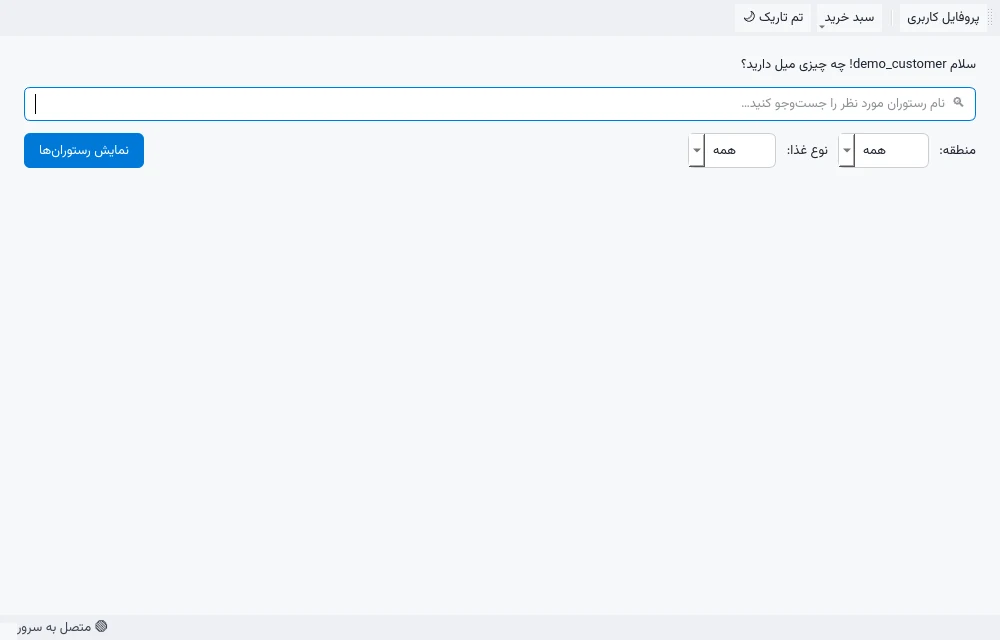 پروفایل کاربری سبد خرید تم تاریک 🌙
سلام demo_customer! چه چیزی میل دارید؟
🔍 نام رستوران مورد نظر را جست‌وجو کنید...
منطقه: همه نوع غذا: همه نمایش رستوران‌ها
متصل به سرور